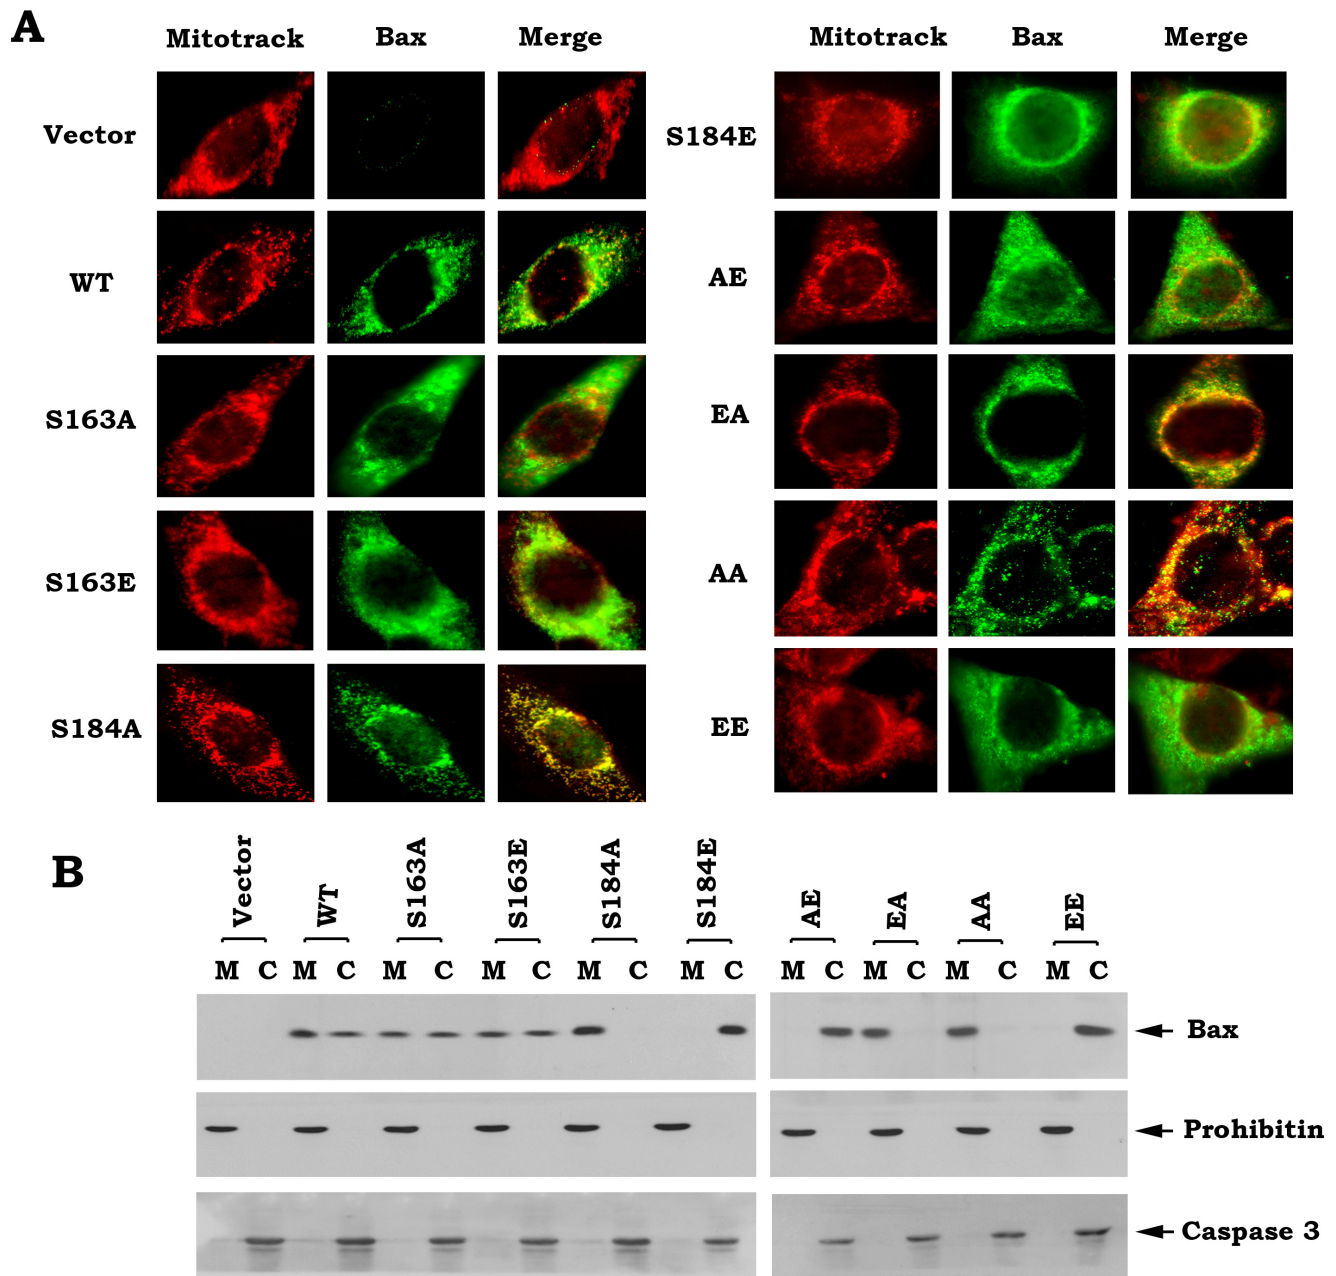 A
Mitotrack Bax Merge Mitotrack Bax Merge
Vector S184E
WT AE
S163A EA
S163E AA
S184A EE
B
Vector WT S163A S163E S184A S184E AE EA AA EE
M C M C M C M C M C M C M C M C M C M C
Bax
Prohibitin
Caspase 3